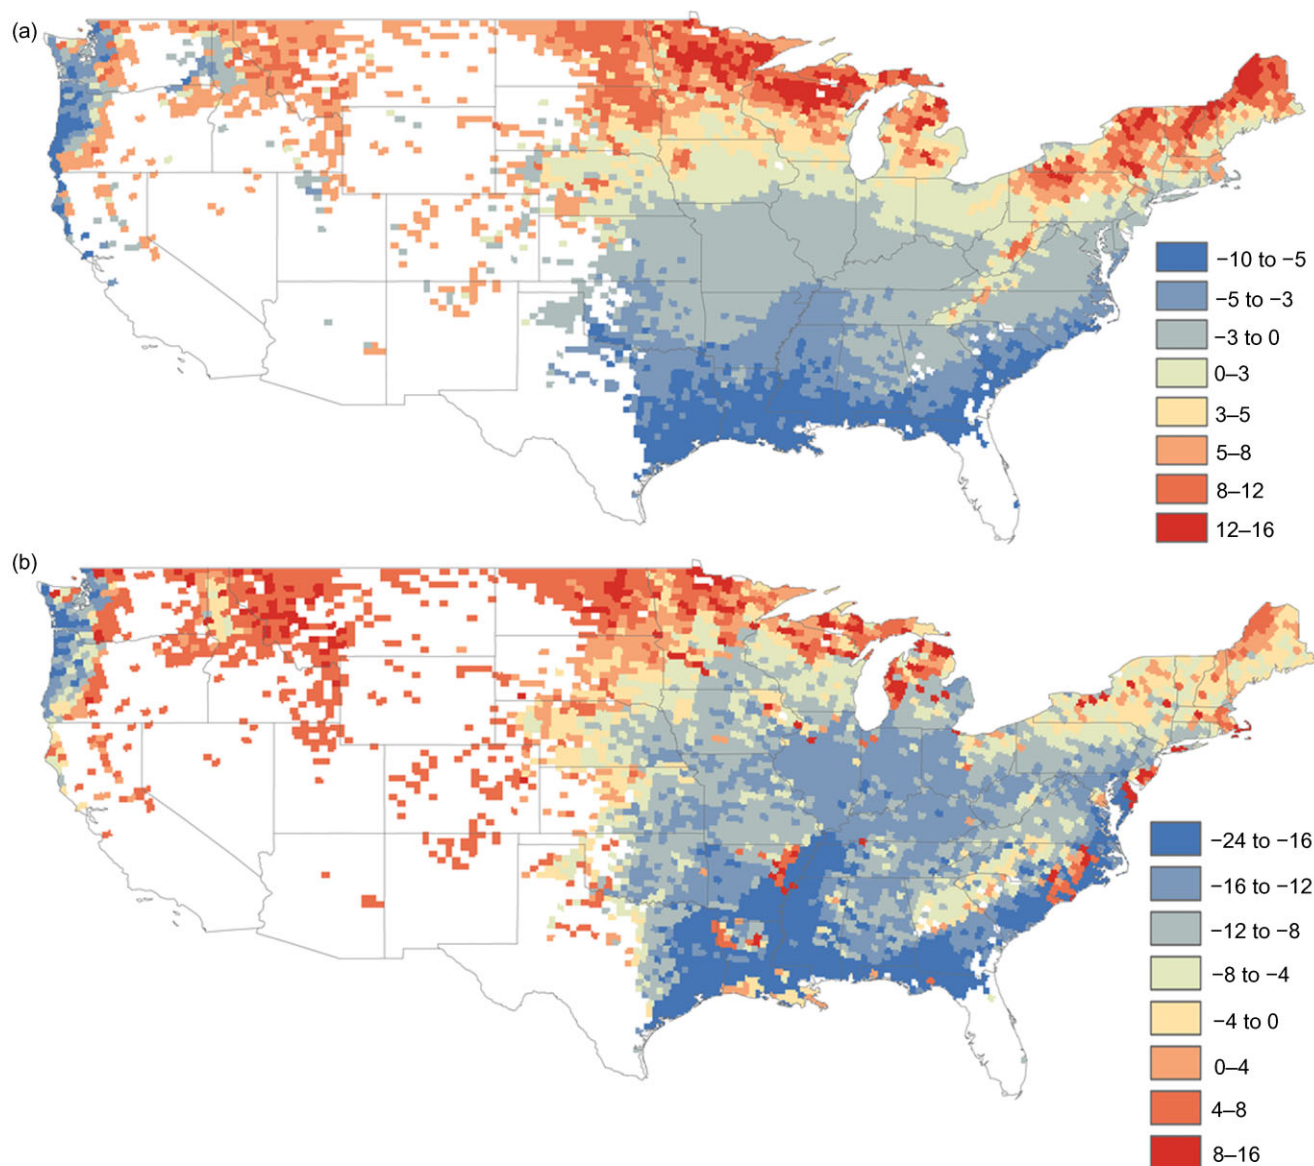 (a)
−10 to −5
−5 to −3
−3 to 0
0–3
3–5
5–8
8–12
12–16
(b)
−24 to −16
−16 to −12
−12 to −8
−8 to −4
−4 to 0
0–4
4–8
8–16